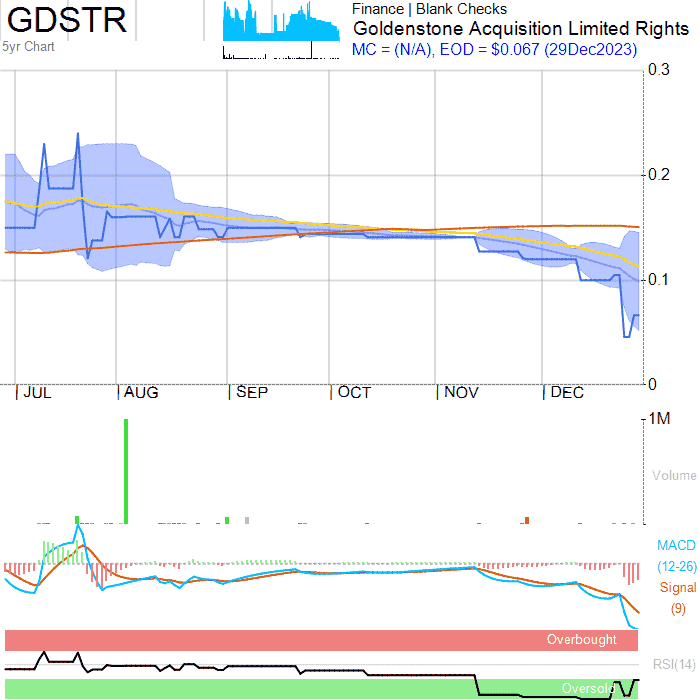 GDSTR
5yr Chart
Finance | Blank Checks
Goldenstone Acquisition Limited Rights
MC = (N/A), EOD = $0.067 (29Dec2023)
0.3
0.2
0.1
0
| JUL | AUG | SEP | OCT | NOV | DEC
1M
Volume
MACD
(12-26)
Signal
(9)
Overbought
RSI(14)
Oversold